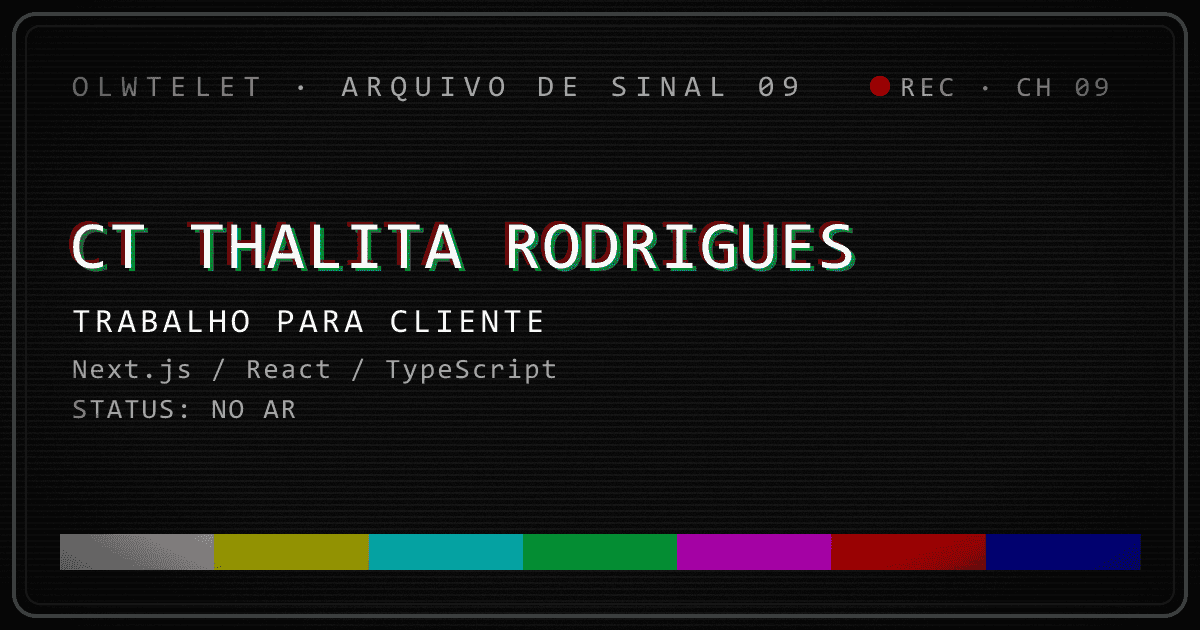 OLWTELET · ARQUIVO DE SINAL 09
REC · CH 09
CT THALITA RODRIGUES
TRABALHO PARA CLIENTE
Next.js / React / TypeScript
STATUS: NO AR